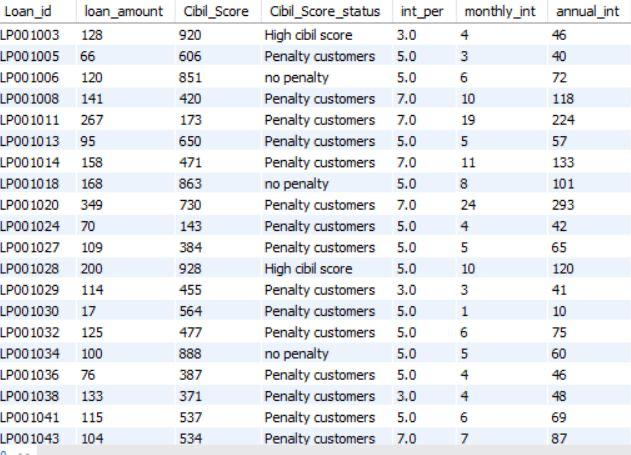 Loan_id loan_amount Cibil_Score Cibil_Score_status int_per monthly_int annual_int
LP001003 128 920 High cibil score 3.0 4 46
LP001005 66 606 Penalty customers 5.0 3 40
LP001006 120 851 no penalty 5.0 6 72
LP001008 141 420 Penalty customers 7.0 10 118
LP001011 267 173 Penalty customers 7.0 19 224
LP001013 95 650 Penalty customers 5.0 5 57
LP001014 158 471 Penalty customers 7.0 11 133
LP001018 168 863 no penalty 5.0 8 101
LP001020 349 730 Penalty customers 7.0 24 293
LP001024 70 143 Penalty customers 5.0 4 42
LP001027 109 384 Penalty customers 5.0 5 65
LP001028 200 928 High cibil score 5.0 10 120
LP001029 114 455 Penalty customers 3.0 3 41
LP001030 17 564 Penalty customers 5.0 1 10
LP001032 125 477 Penalty customers 5.0 6 75
LP001034 100 888 no penalty 5.0 5 60
LP001036 76 387 Penalty customers 5.0 4 46
LP001038 133 371 Penalty customers 3.0 4 48
LP001041 115 537 Penalty customers 5.0 6 69
LP001043 104 534 Penalty customers 7.0 7 87